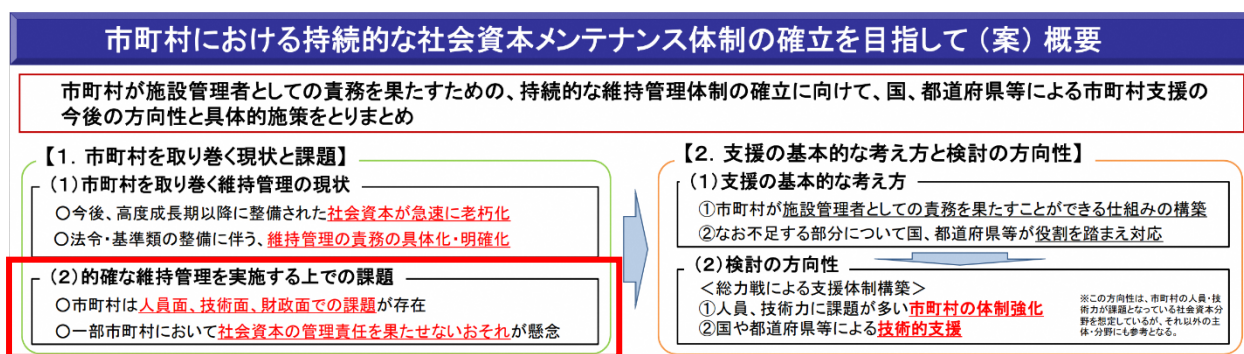 市町村における持続的な社会資本メンテナンス体制の確立を目指して（案）概要
市町村が施設管理者としての責務を果たすための、持続的な維持管理体制の確立に向けて、国、都道府県等による市町村支援の
今後の方向性と具体的施策をとりまとめ
【1．市町村を取り巻く現状と課題】
（1）市町村を取り巻く維持管理の現状
○今後、高度成長期以降に整備された社会資本が急速に老朽化
○法令・基準類の整備に伴う、維持管理の責務の具体化・明確化
（2）的確な維持管理を実施する上での課題
○市町村は人員面、技術面、財政面での課題が存在
○一部市町村において社会資本の管理責任を果たせないおそれが懸念
【2．支援の基本的な考え方と検討の方向性】
（1）支援の基本的な考え方
①市町村が施設管理者としての責務を果たすことができる仕組みの構築
②なお不足する部分について国、都道府県等が役割を踏まえ対応
（2）検討の方向性
＜総力戦による支援体制構築＞
①人員、技術力に課題が多い市町村の体制強化
②国や都道府県等による技術的支援
※この方向性は、市町村の人員・技
術力が課題となっている社会資本分
野を想定しているが、それ以外の主
体・分野にも参考となる。